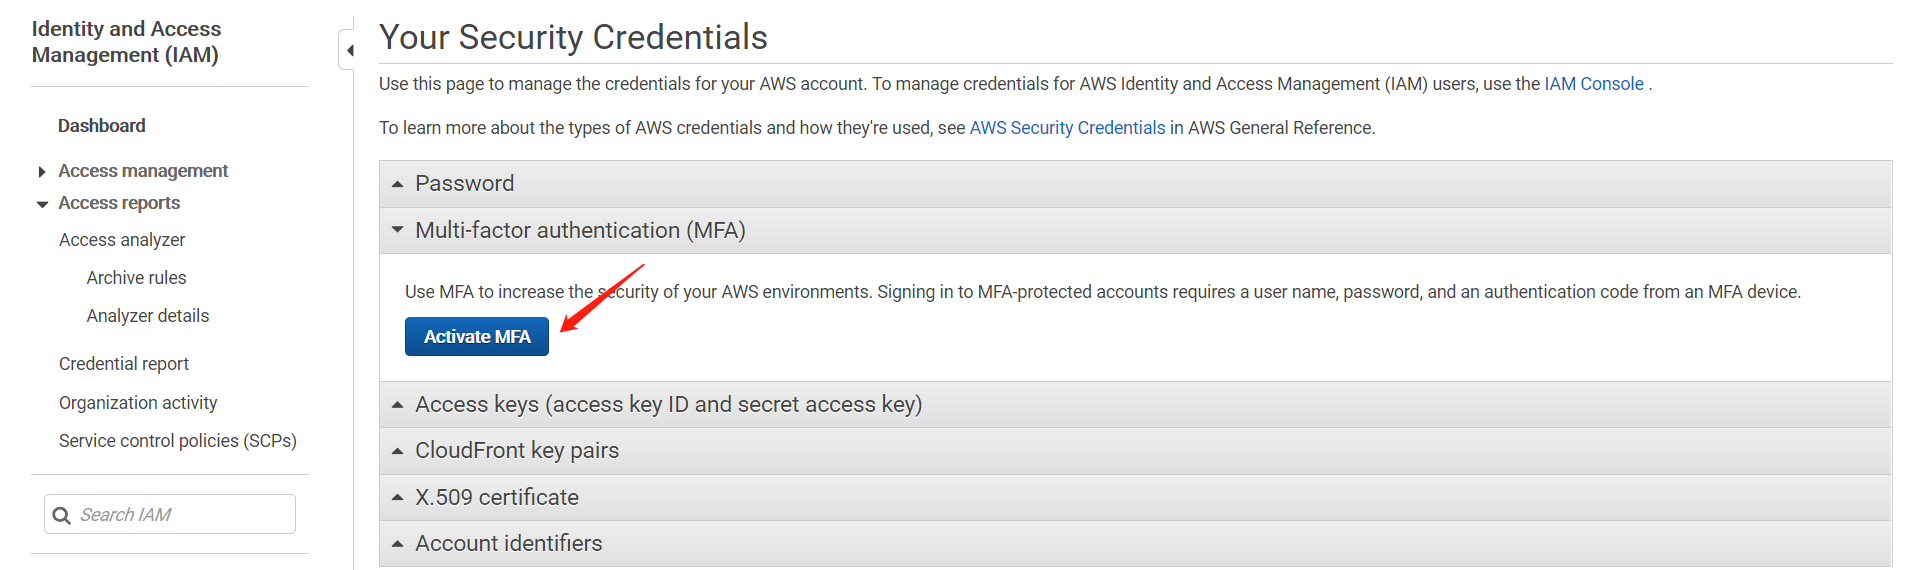 Identity and Access
Management (IAM)
Dashboard
Access management
Access reports
Access analyzer
Archive rules
Analyzer details
Credential report
Organization activity
Service control policies (SCPs)
Search IAM
Your Security Credentials
Use this page to manage the credentials for your AWS account. To manage credentials for AWS Identity and Access Management (IAM) users, use the IAM Console .
To learn more about the types of AWS credentials and how they're used, see AWS Security Credentials in AWS General Reference.
Password
Multi-factor authentication (MFA)
Use MFA to increase the security of your AWS environments. Signing in to MFA-protected accounts requires a user name, password, and an authentication code from an MFA device.
Activate MFA
Access keys (access key ID and secret access key)
CloudFront key pairs
X.509 certificate
Account identifiers